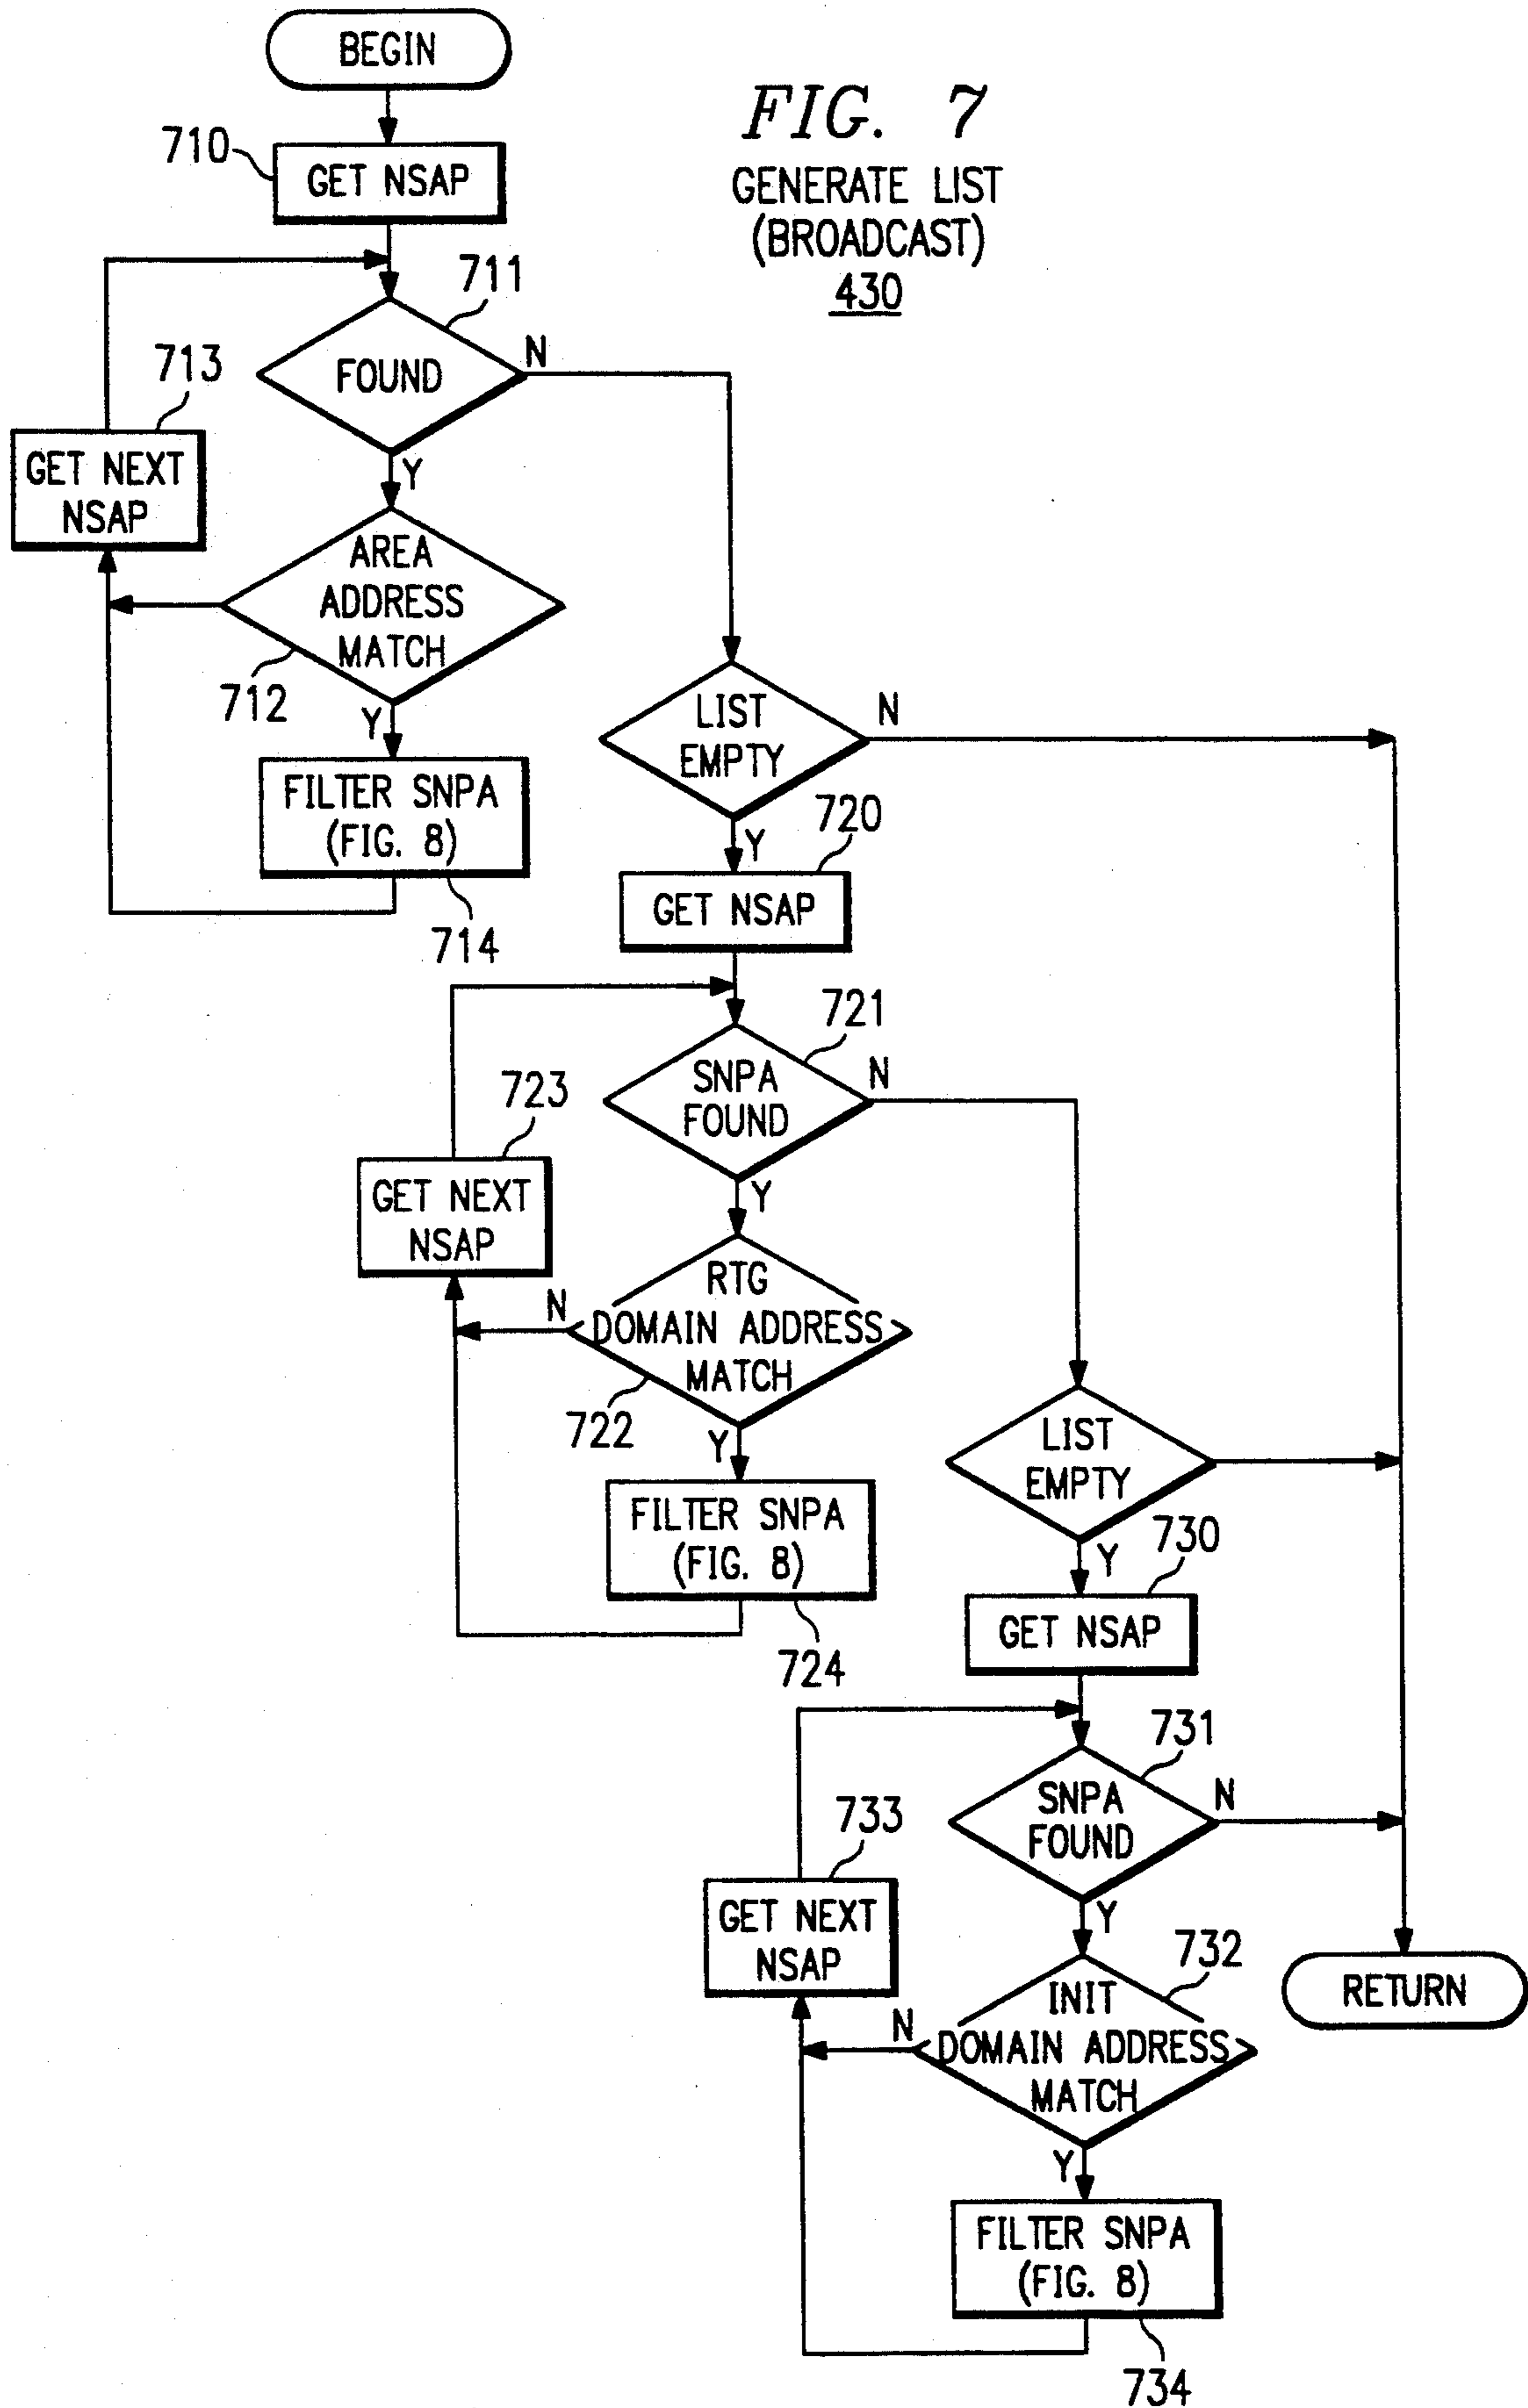 BEGIN
FIG. 7
GENERATE LIST
(BROADCAST)
430
710
GET NSAP
711
FOUND
N
713
GET NEXT
NSAP
Y
AREA
ADDRESS
MATCH
712
Y
FILTER SNPA
(FIG. 8)
714
LIST
EMPTY
N
Y
720
GET NSAP
721
SNPA
FOUND
N
723
GET NEXT
NSAP
Y
RTG
DOMAIN ADDRESS
MATCH
N
722
Y
FILTER SNPA
(FIG. 8)
724
LIST
EMPTY
Y
730
GET NSAP
731
SNPA
FOUND
N
733
GET NEXT
NSAP
Y
732
INIT
DOMAIN ADDRESS
MATCH
N
RETURN
Y
FILTER SNPA
(FIG. 8)
734